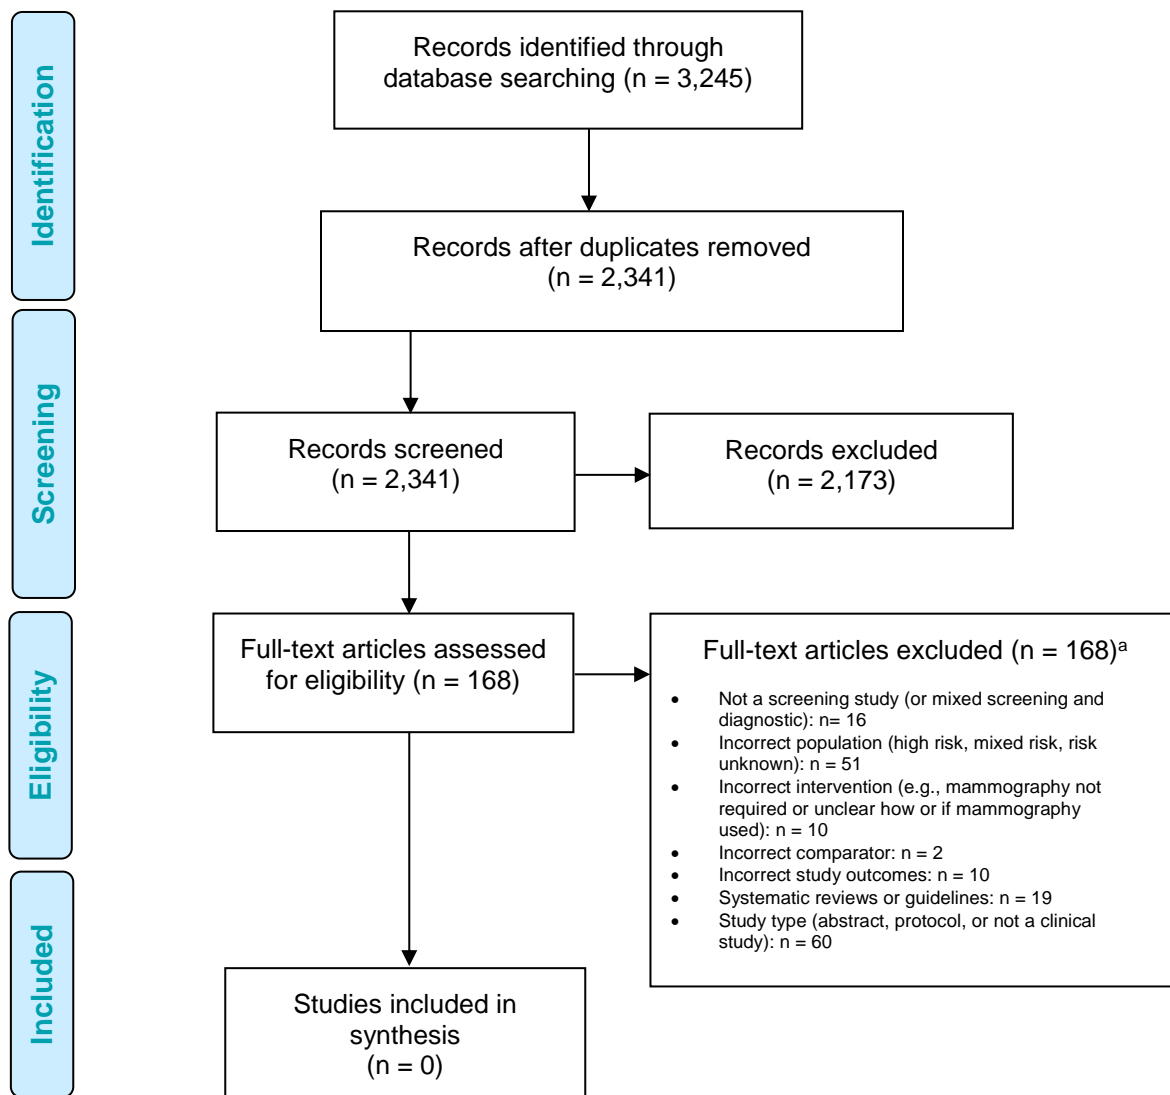 Identification
Records identified through
database searching (n = 3,245)
Records after duplicates removed
(n = 2,341)
Screening
Records screened
(n = 2,341)
Records excluded
(n = 2,173)
Eligibility
Full-text articles assessed
for eligibility (n = 168)
Full-text articles excluded (n = 168)ᵃ
• Not a screening study (or mixed screening and
diagnostic): n= 16
• Incorrect population (high risk, mixed risk, risk
unknown): n = 51
• Incorrect intervention (e.g., mammography not
required or unclear how or if mammography
used): n = 10
• Incorrect comparator: n = 2
• Incorrect study outcomes: n = 10
• Systematic reviews or guidelines: n = 19
• Study type (abstract, protocol, or not a clinical
study): n = 60
Included
Studies included in
synthesis
(n = 0)